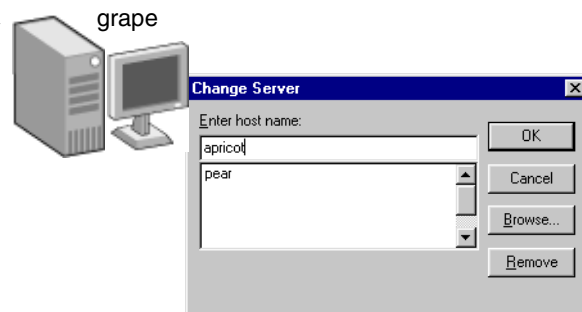 grape
Change Server
Enter host name:
apricot
pear
OK
Cancel
Browse...
Remove